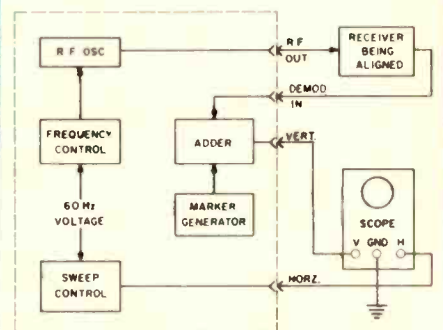 R F OSC
R F
OUT
RECEIVER
BEING
ALIGNED
DEMOD
IN
FREQUENCY
CONTROL
ADDER
VERT.
60 Hz
VOLTAGE
MARKER
GENERATOR
SCOPE
V GND H
SWEEP
CONTROL
HORZ.